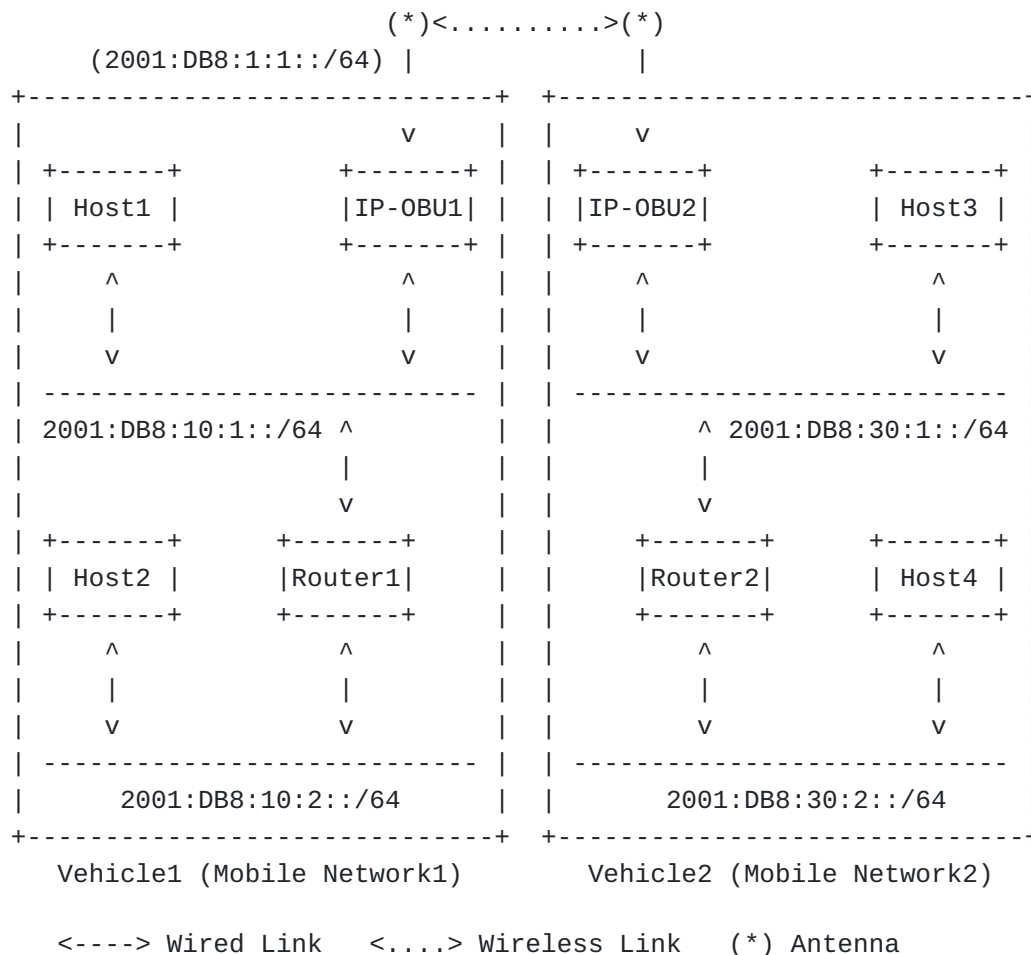 (*)<..........>(*)
(2001:DB8:1:1::/64) | |
+------------------------------+ +------------------------------+
| v | | v
| +-------+ +-------+ | | +-------+ +-------+
| | Host1 | |IP-OBU1| | | |IP-OBU2| | Host3 |
| +-------+ +-------+ | | +-------+ +-------+
| ^ ^ | | ^ ^
| | | | | | |
| v v | | v v
| ---------------------------- | | ----------------------------
| 2001:DB8:10:1::/64 ^ | | ^ 2001:DB8:30:1::/64
| | | | |
| v | | v
| +-------+ +-------+ | | +-------+ +-------+
| | Host2 | |Router1| | | |Router2| | Host4 |
| +-------+ +-------+ | | +-------+ +-------+
| ^ ^ | | ^ ^
| | | | | | |
| v v | | v v
| ---------------------------- | | ----------------------------
| 2001:DB8:10:2::/64 | | 2001:DB8:30:2::/64
+------------------------------+ +------------------------------+
Vehicle1 (Mobile Network1) Vehicle2 (Mobile Network2)
<----> Wired Link <....> Wireless Link (*) Antenna